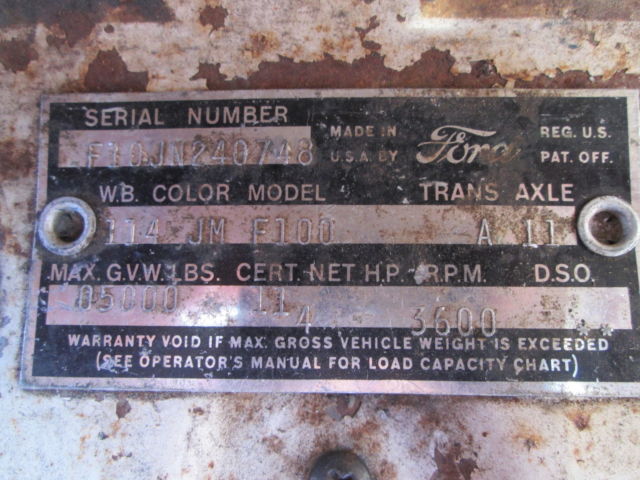 SERIAL NUMBER
F10JN240748 MADE IN U.S.A. BY Ford REG. U.S. PAT. OFF.
W.B. COLOR MODEL TRANS AXLE
114 JM F100 A 11
MAX. G.V.W. LBS. CERT. NET H.P. R.P.M. D.S.O.
05000 114 3600 **
WARRANTY VOID IF MAX. GROSS VEHICLE WEIGHT IS EXCEEDED
(SEE OPERATOR'S MANUAL FOR LOAD CAPACITY CHART)